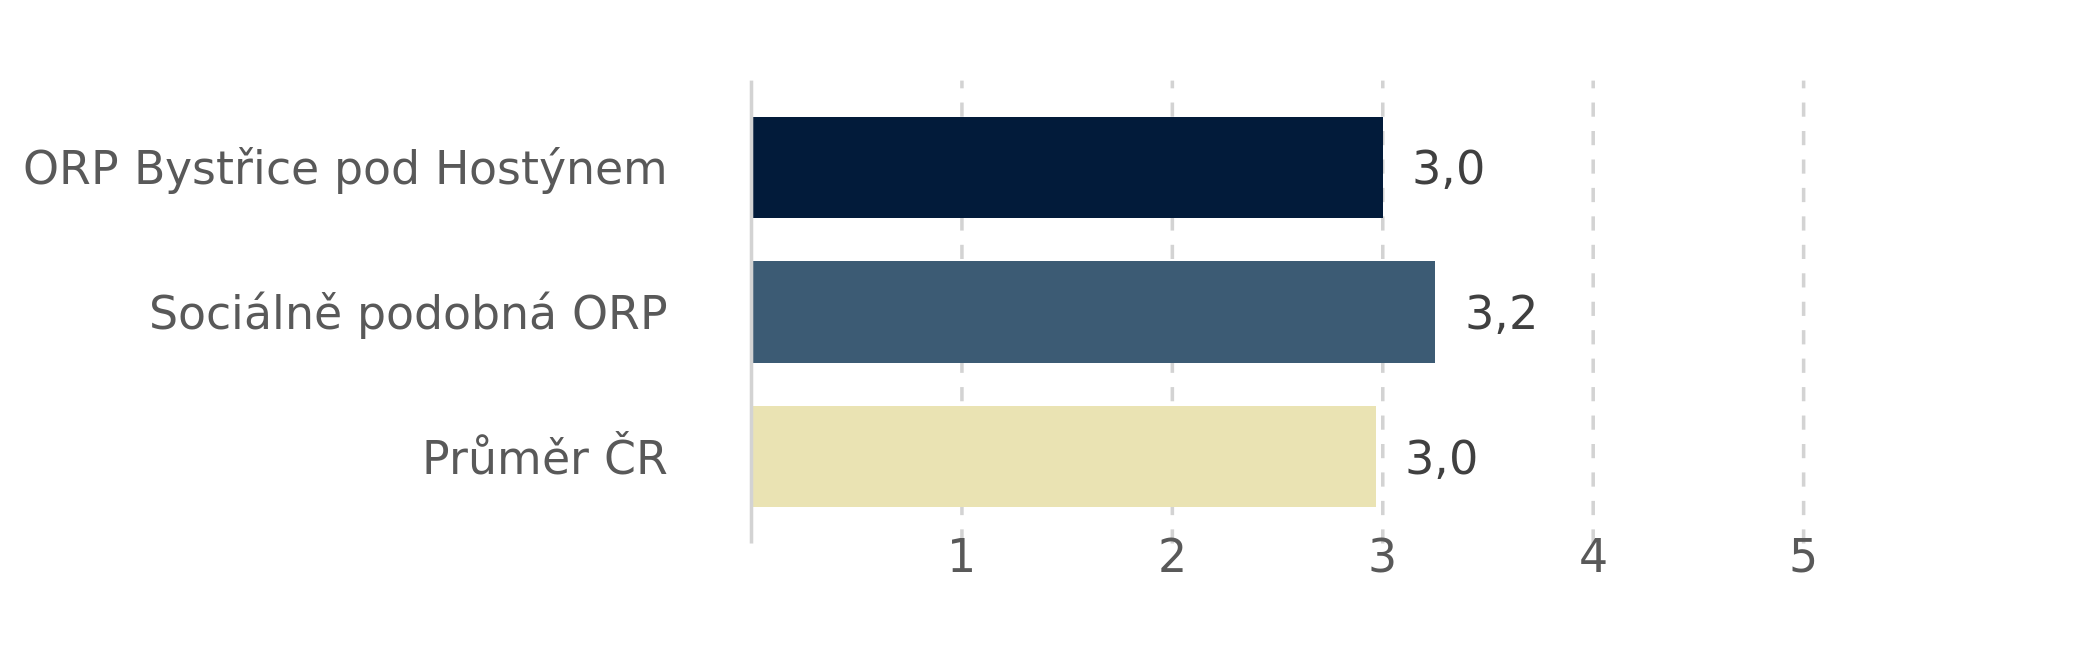 ORP Bystřice pod Hostýnem 3,0
Sociálně podobná ORP 3,2
Průměr ČR 3,0
1 2 3 4 5